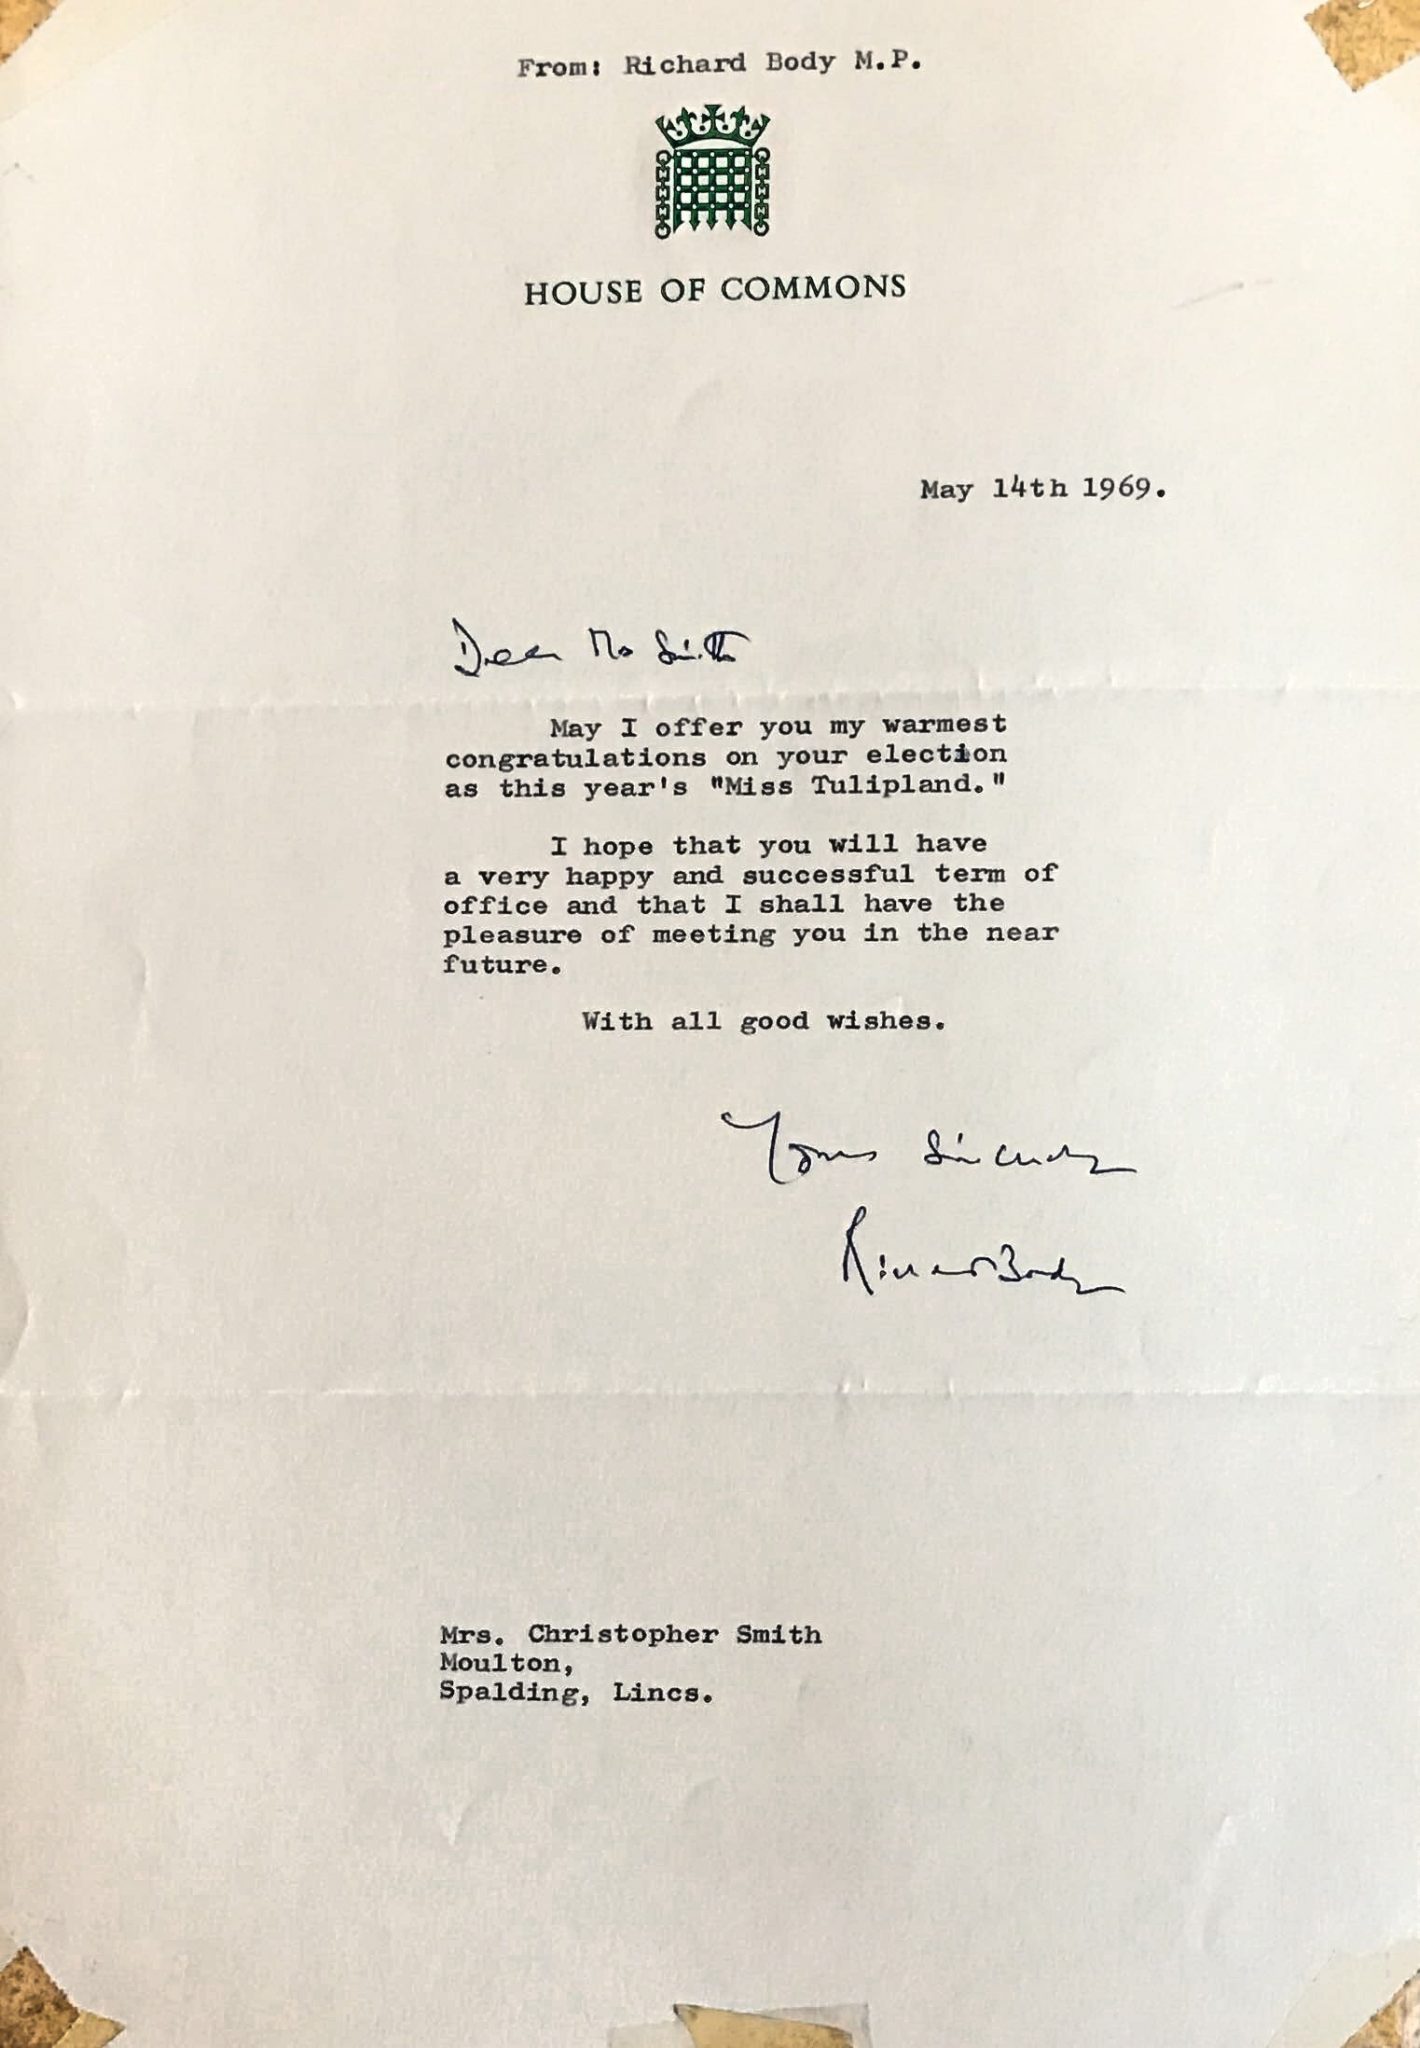 From: Richard Body M.P.
HOUSE OF COMMONS
May 14th 1969.
Dear Mrs Smith
May I offer you my warmest
congratulations on your election
as this year's "Miss Tulipland."
I hope that you will have
a very happy and successful term of
office and that I shall have the
pleasure of meeting you in the near
future.
With all good wishes.
Yours sincerely
Richard Body
Mrs. Christopher Smith
Moulton,
Spalding, Lincs.